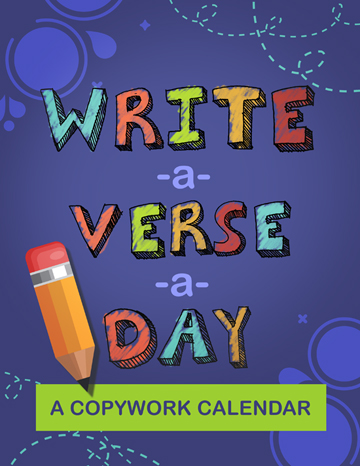 WRITE
-a-
VERSE
-a-
DAY
A COPYWORK CALENDAR